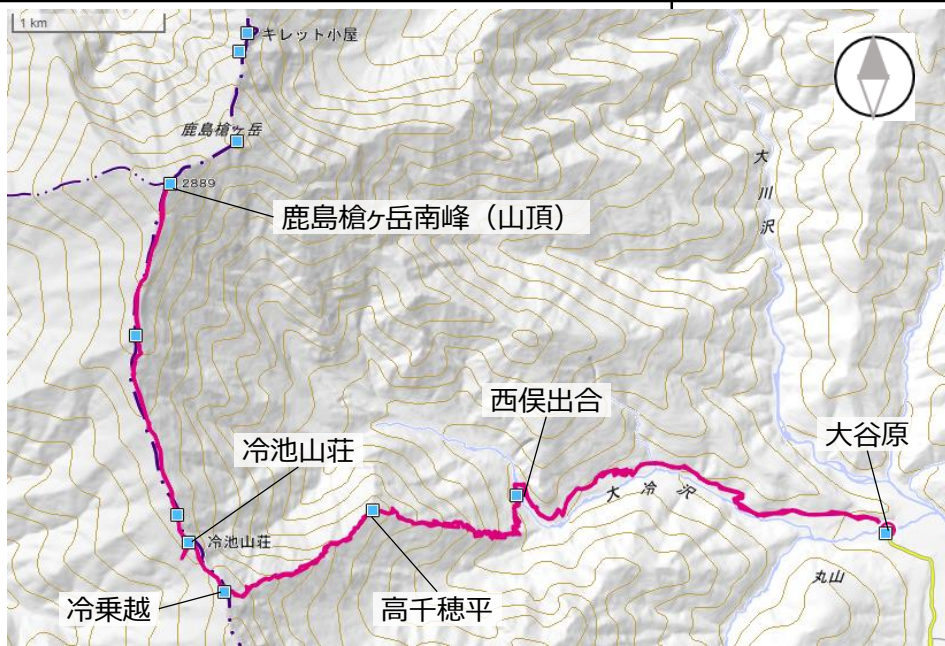 1 km
キレット小屋
鹿島槍ヶ岳
2889
大川沢
鹿島槍ヶ岳南峰（山頂）
西俣出合
大谷原
冷池山荘
大冷沢
冷池山荘
丸山
冷乗越
高千穂平